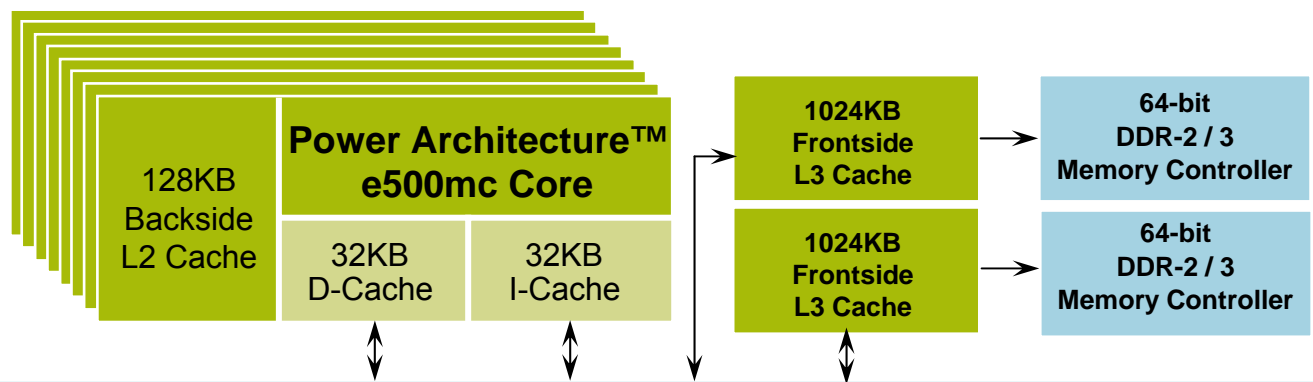 128KB
Backside
L2 Cache
Power Architecture™
e500mc Core
32KB
D-Cache
32KB
I-Cache
1024KB
Frontside
L3 Cache
64-bit
DDR-2 / 3
Memory Controller
1024KB
Frontside
L3 Cache
64-bit
DDR-2 / 3
Memory Controller